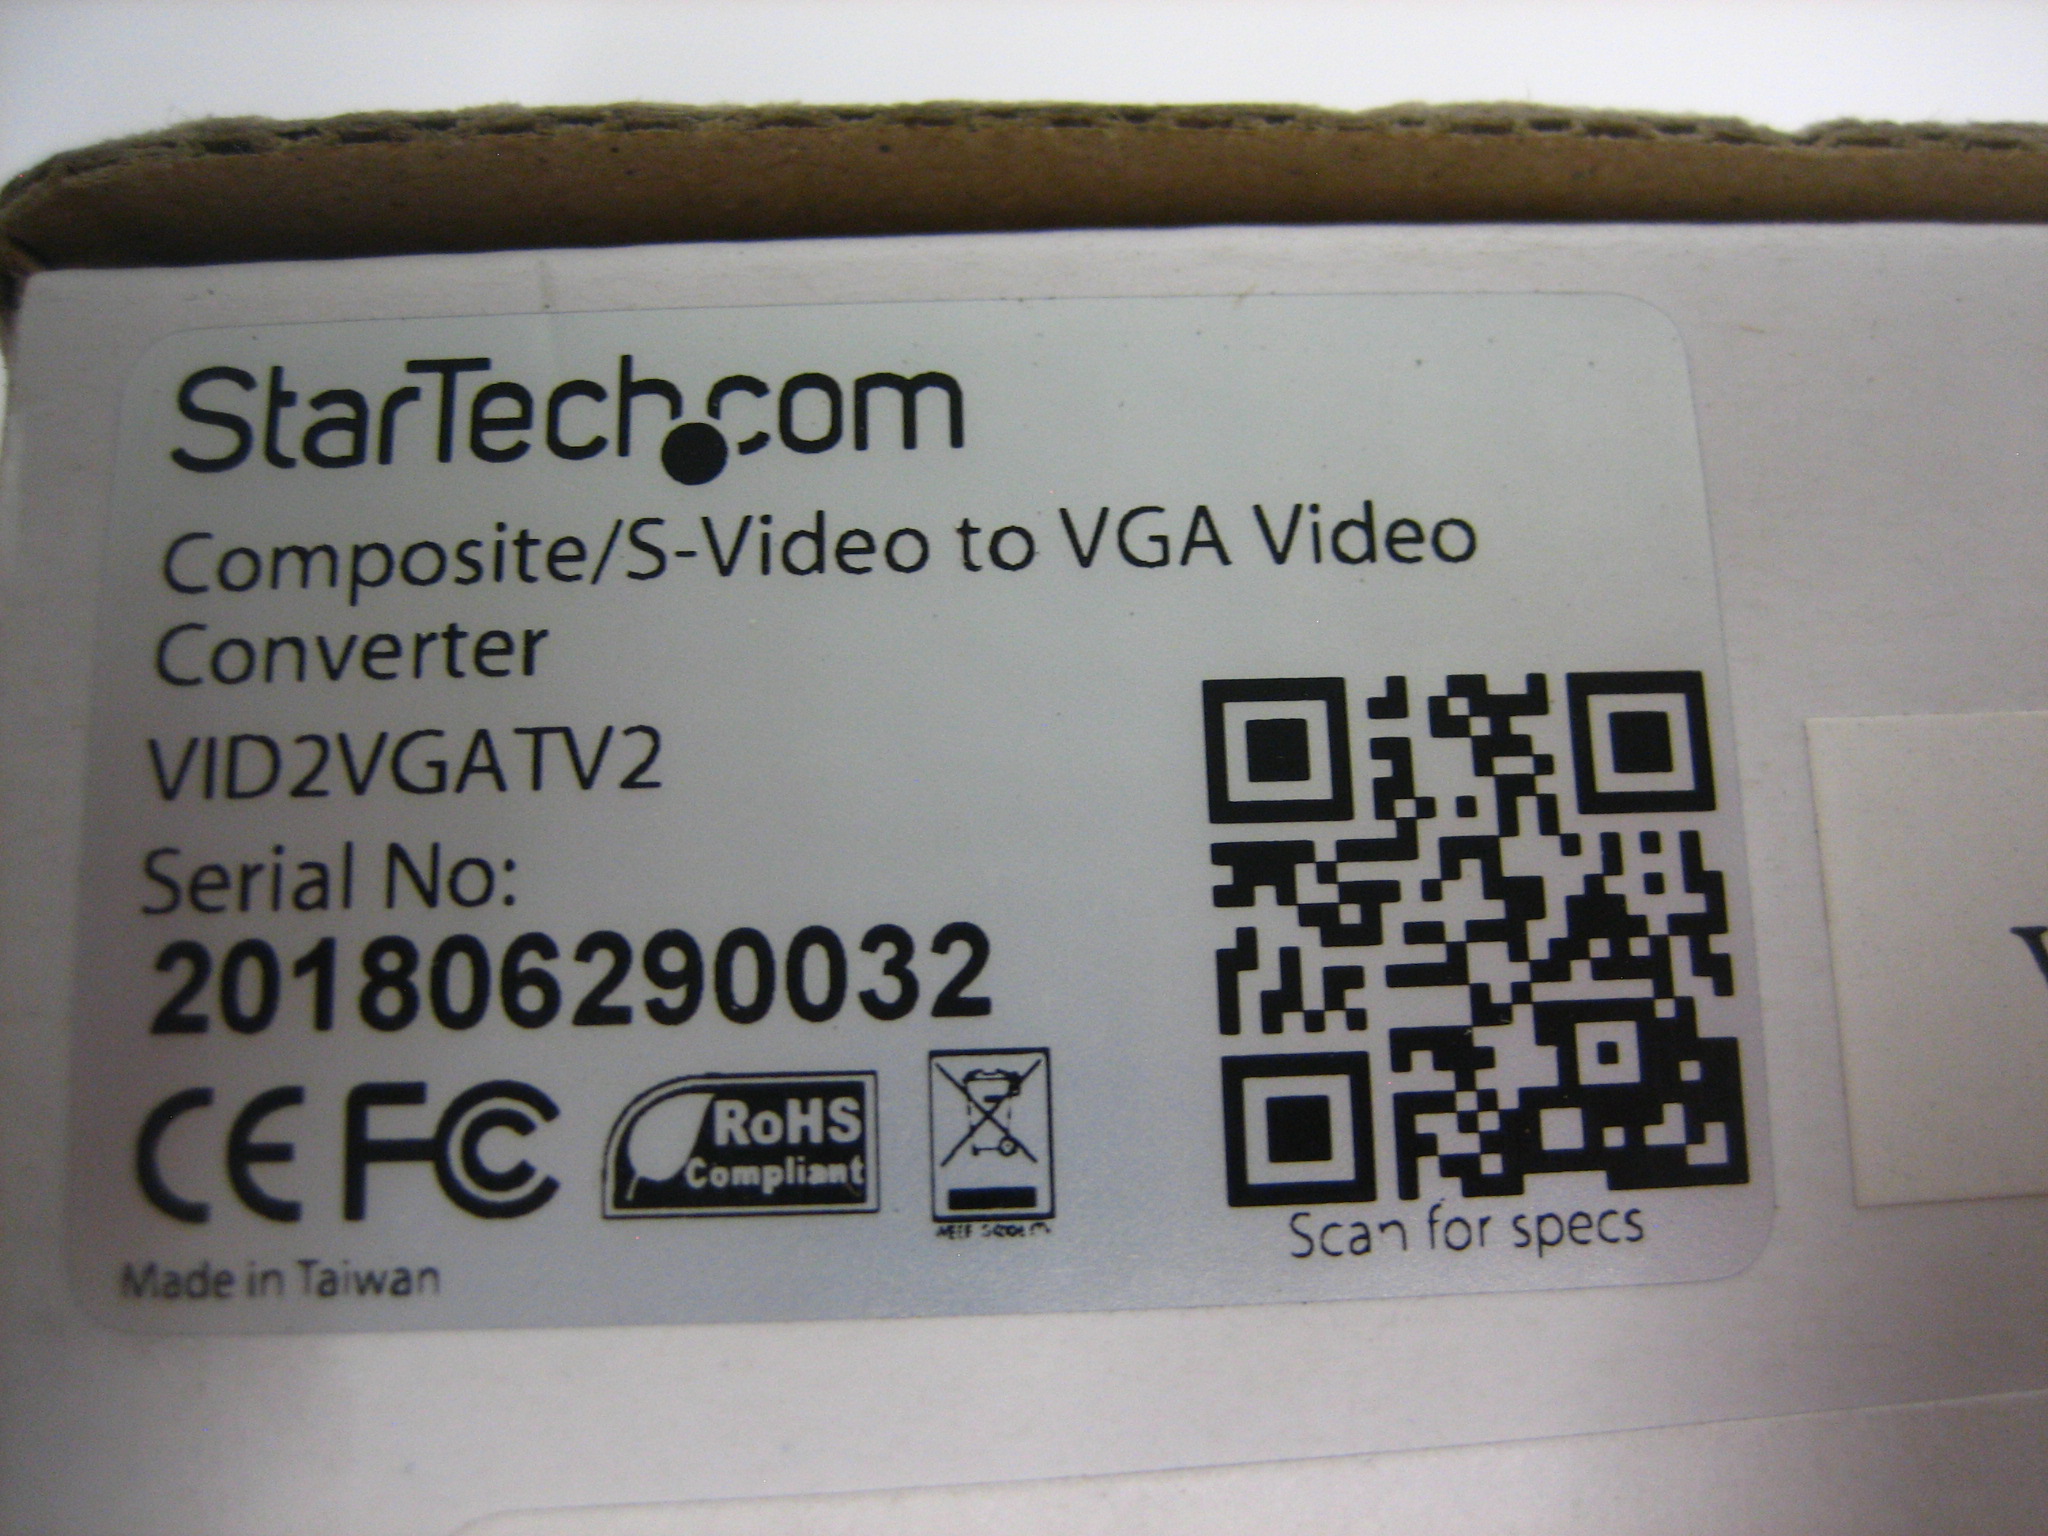 StarTech.com
Composite/S-Video to VGA Video
Converter
VID2VGATV2
Serial No:
201806290032
CE FC
RoHS
Compliant
Scan for specs
Made in Taiwan